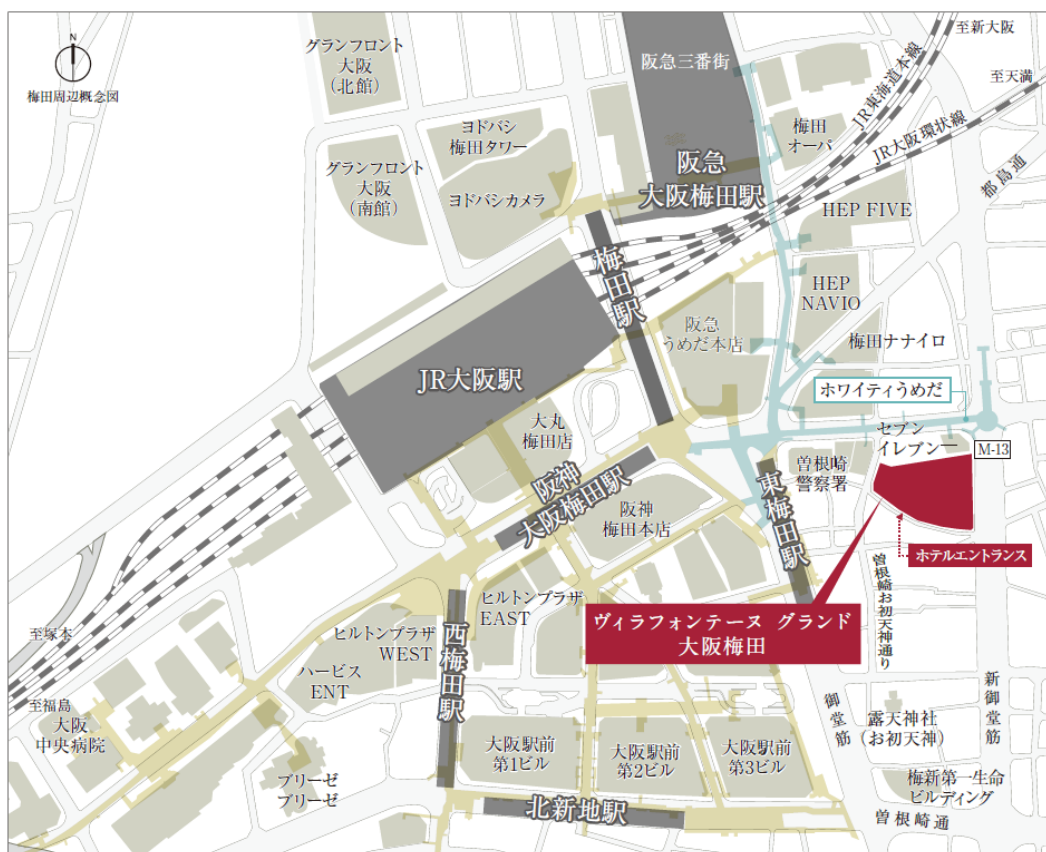 N
梅田周辺概念図
グランフロント
大阪
(北館)
阪急三番街
至新大阪
JR東海道本線
至天満
JR大阪環状線
都島通
ヨドバシ
梅田タワー
梅田
オーパ
グランフロント
大阪
(南館)
ヨドバシカメラ
阪急
大阪梅田駅
HEP FIVE
梅田駅
HEP
NAVIO
阪急
うめだ本店
梅田ナナイロ
JR大阪駅
ホワイティうめだ
大丸
梅田店
セブン
イレブン
M-13
曽根崎
警察署
阪神
大阪梅田駅
東梅田駅
阪神
梅田本店
ホテルエントランス
曽根崎お初天神通り
ヒルトンプラザ
EAST
ヴィラフォンテーヌ グランド
大阪梅田
至塚本
ヒルトンプラザ
WEST
西梅田駅
ハービス
ENT
至福島
大阪
中央病院
御堂筋
新御堂筋
露天神社
(お初天神)
大阪駅前
第1ビル
大阪駅前
第2ビル
大阪駅前
第3ビル
ブリーゼ
ブリーゼ
梅新第一生命
ビルディング
北新地駅
曽根崎通